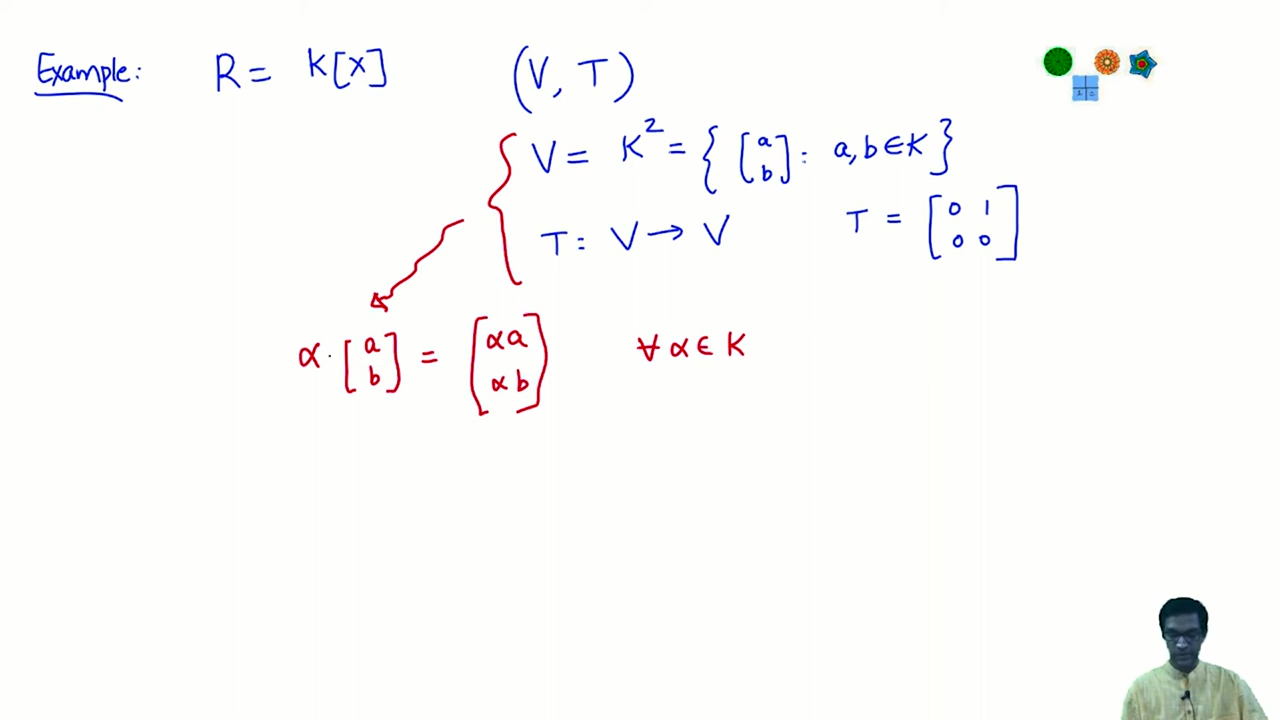 Example: R = K[X] (V, T)
V = K² = { [a b] : a, b ∈ K }
T : V → V T = [0 1 0 0]
α · [a b] = [αa αb] ∀ α ∈ K